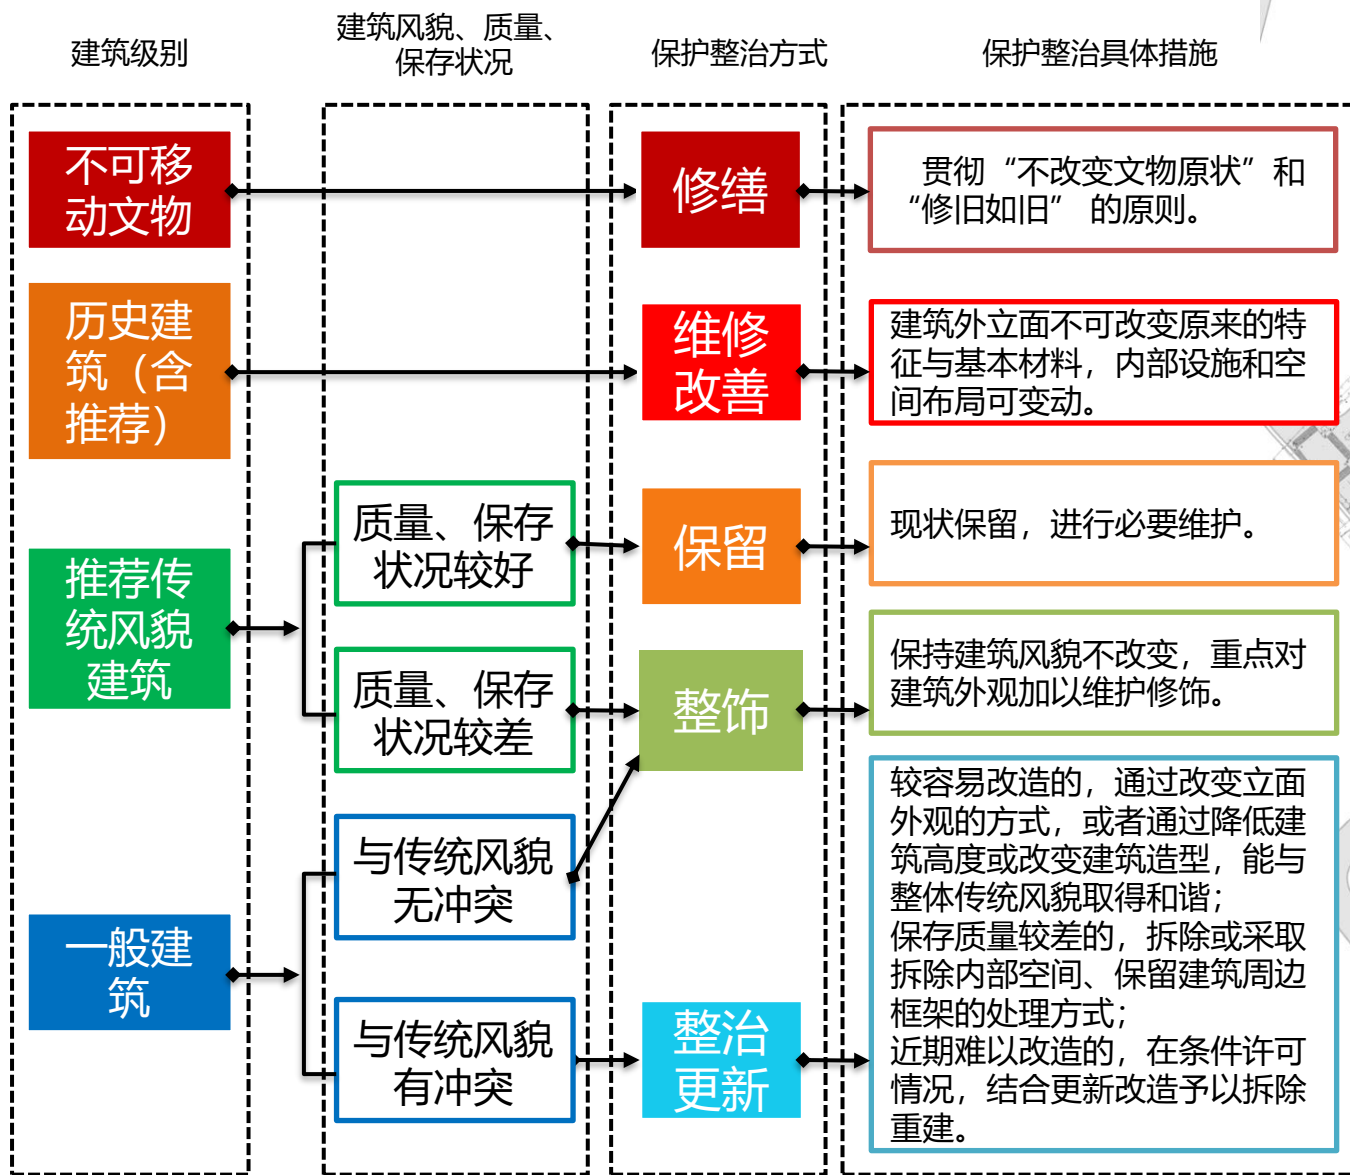 建筑级别
建筑风貌、质量、
保存状况
保护整治方式
保护整治具体措施
不可移
动文物
修缮
贯彻“不改变文物原状”和
“修旧如旧” 的原则。
历史建
筑（含
推荐）
维修
改善
建筑外立面不可改变原来的特
征与基本材料，内部设施和空
间布局可变动。
推荐传
统风貌
建筑
质量、保存
状况较好
保留
现状保留，进行必要维护。
质量、保存
状况较差
整饰
保持建筑风貌不改变，重点对
建筑外观加以维护修饰。
一般建
筑
与传统风貌
无冲突
与传统风貌
有冲突
整治
更新
较容易改造的，通过改变立面
外观的方式，或者通过降低建
筑高度或改变建筑造型，能与
整体传统风貌取得和谐；
保存质量较差的，拆除或采取
拆除内部空间、保留建筑周边
框架的处理方式；
近期难以改造的，在条件许可
情况，结合更新改造予以拆除
重建。